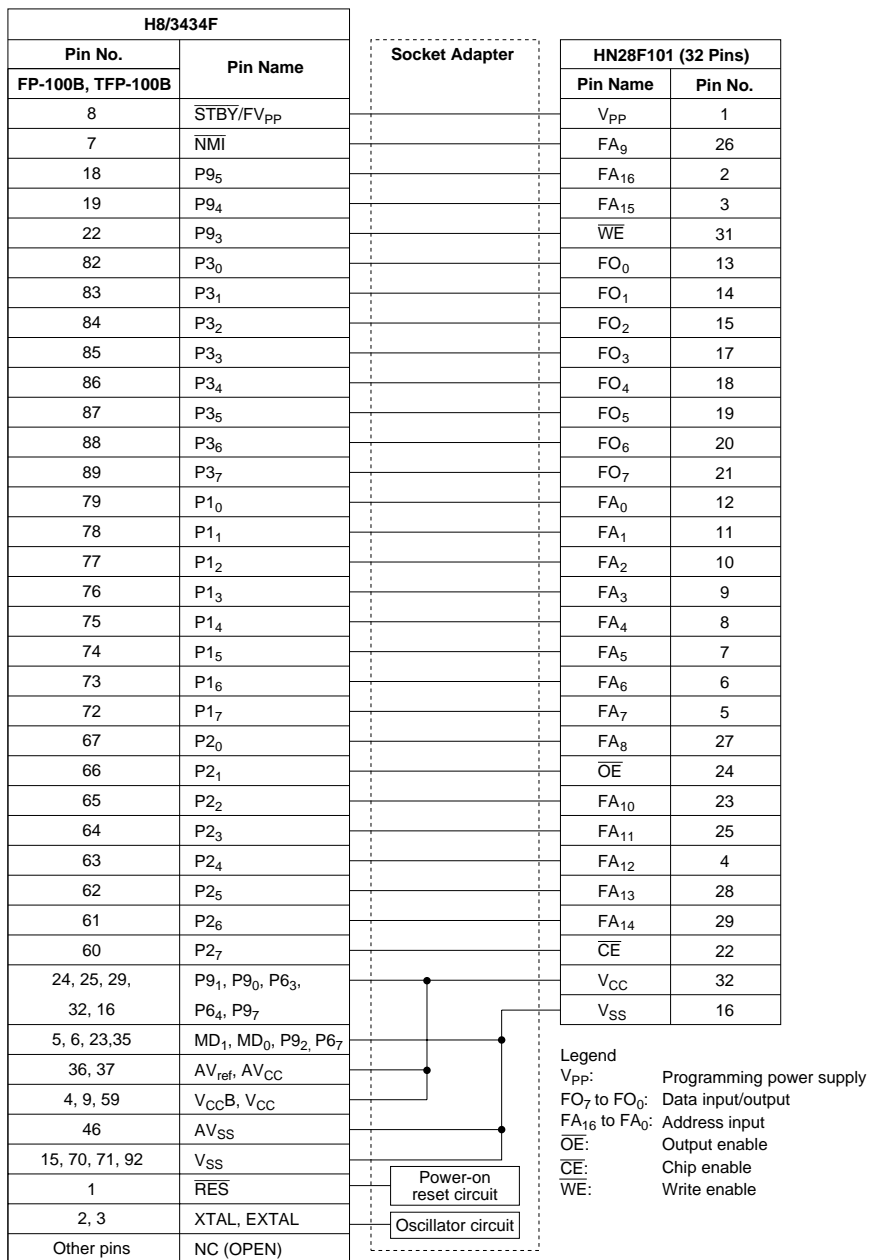 H8/3434F
Pin No. Pin Name Socket Adapter HN28F101 (32 Pins)
FP-100B, TFP-100B Pin Name Pin No.
8 S̅T̅B̅Y̅/FVPP VPP 1
7 N̅M̅I̅ FA9 26
18 P95 FA16 2
19 P94 FA15 3
22 P93 W̅E̅ 31
82 P30 FO0 13
83 P31 FO1 14
84 P32 FO2 15
85 P33 FO3 17
86 P34 FO4 18
87 P35 FO5 19
88 P36 FO6 20
89 P37 FO7 21
79 P10 FA0 12
78 P11 FA1 11
77 P12 FA2 10
76 P13 FA3 9
75 P14 FA4 8
74 P15 FA5 7
73 P16 FA6 6
72 P17 FA7 5
67 P20 FA8 27
66 P21 O̅E̅ 24
65 P22 FA10 23
64 P23 FA11 25
63 P24 FA12 4
62 P25 FA13 28
61 P26 FA14 29
60 P27 C̅E̅ 22
24, 25, 29, P91, P90, P63, VCC 32
32, 16 P64, P97 VSS 16
5, 6, 23,35 MD1, MD0, P92, P67
36, 37 AVref, AVCC
4, 9, 59 VCCB, VCC
46 AVSS
15, 70, 71, 92 VSS
1 R̅E̅S̅ Power-on
reset circuit
2, 3 XTAL, EXTAL Oscillator circuit
Other pins NC (OPEN)
Legend
VPP: Programming power supply
FO7 to FO0: Data input/output
FA16 to FA0: Address input
O̅E̅: Output enable
C̅E̅: Chip enable
W̅E̅: Write enable